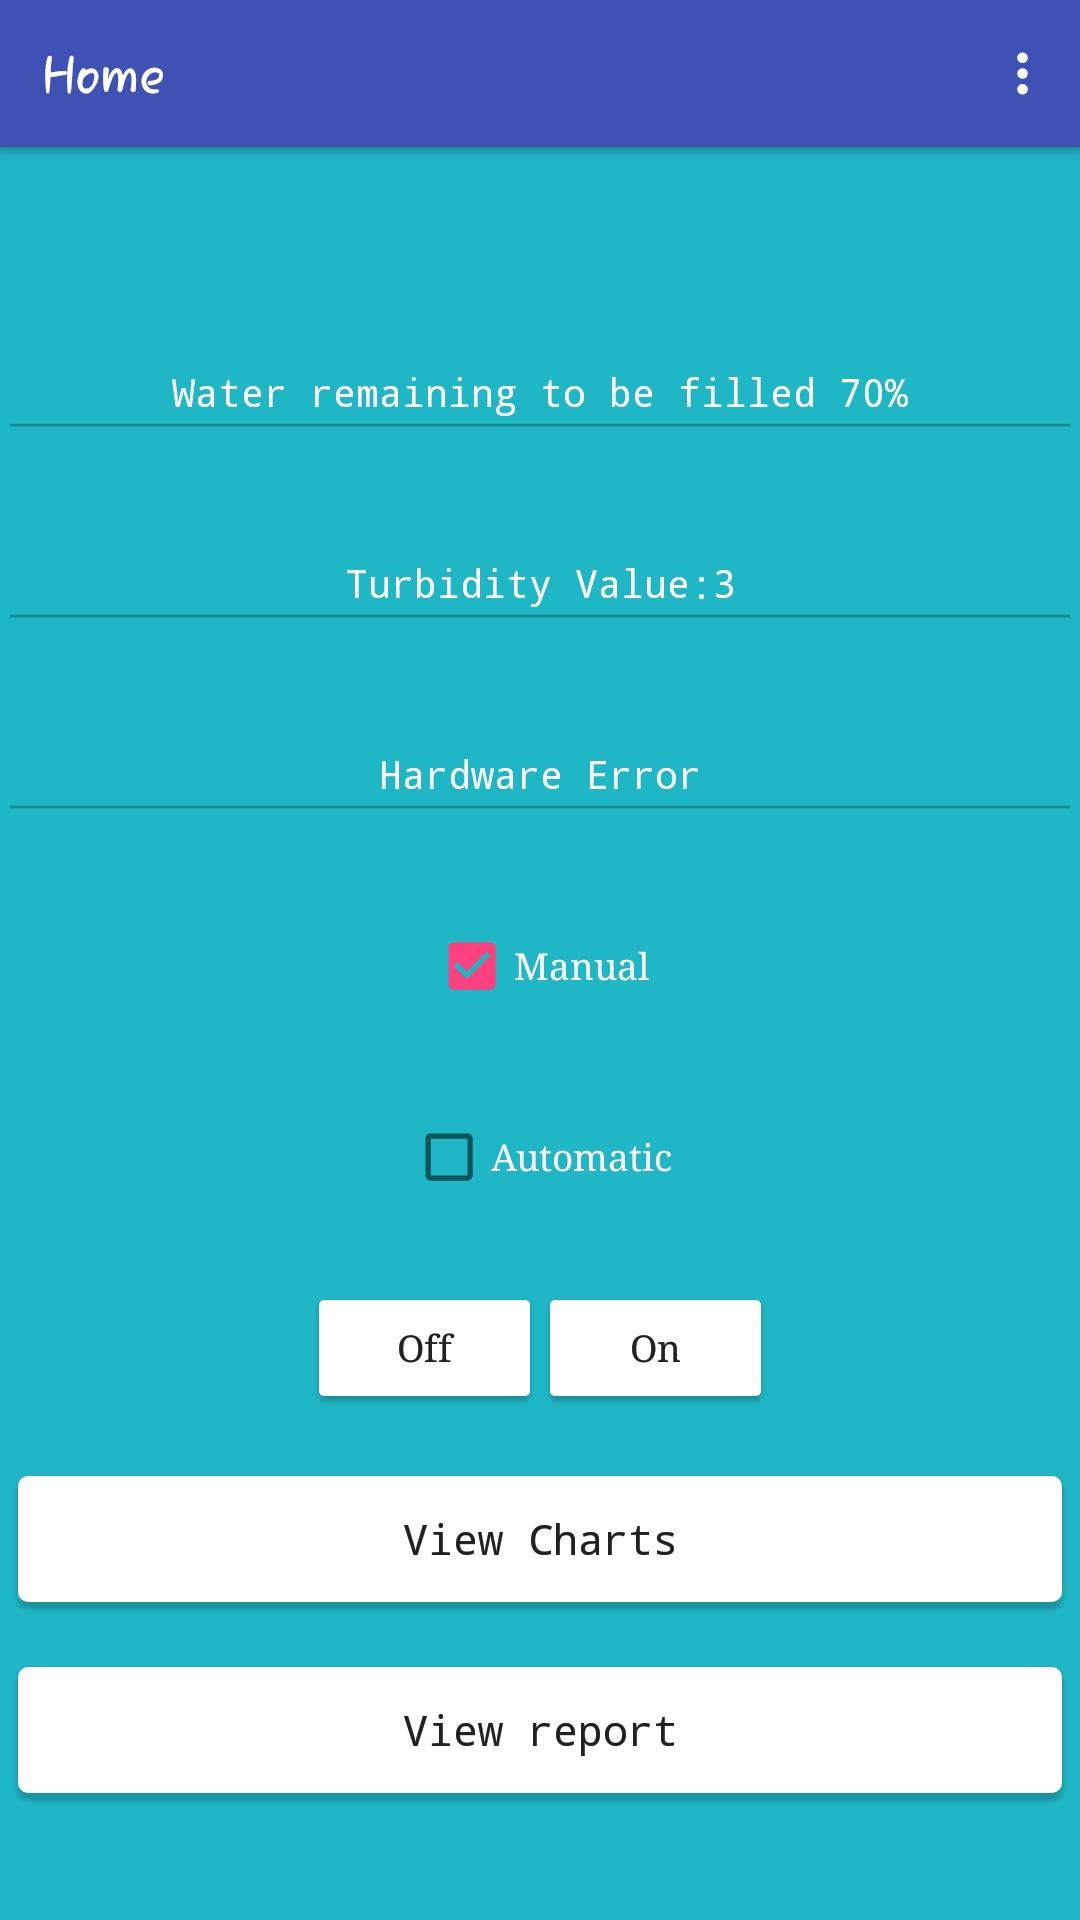 Home
Water remaining to be filled 70%
Turbidity Value:3
Hardware Error
Manual
Automatic
Off On
View Charts
View report